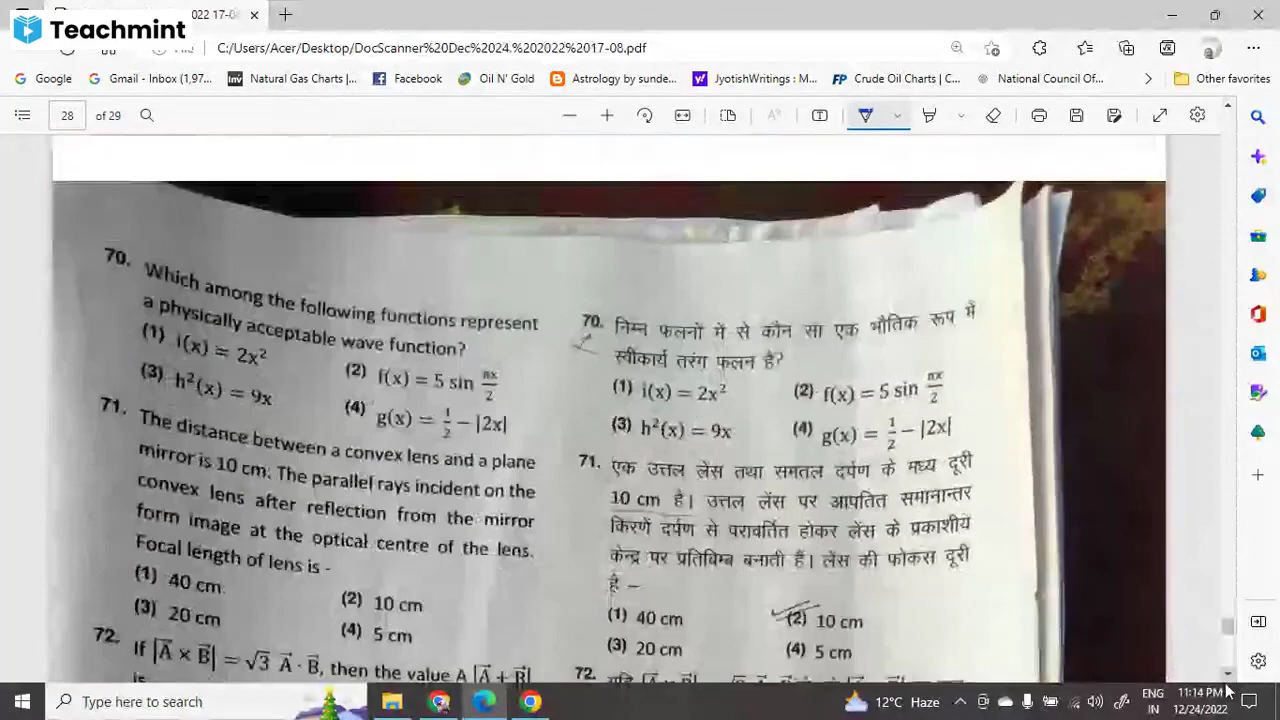 Teachmint
022 17-0
C:/Users/Acer/Desktop/DocScanner%20Dec%2024.%202022%2017-08.pdf
Google
Gmail - Inbox (1,97...
Natural Gas Charts |...
Facebook
Oil N' Gold
Astrology by sunde...
JyotishWritings : M...
Crude Oil Charts | C...
National Council Of...
Other favorites
28 of 29
70. Which among the following functions represent
a physically acceptable wave function?
(1) i(x) = 2x²
(2) f(x) = 5 sin πx/2
(3) h²(x) = 9x
(4) g(x) = 1/2 − |2x|
71. The distance between a convex lens and a plane
mirror is 10 cm. The parallel rays incident on the
convex lens after reflection from the mirror
form image at the optical centre of the lens.
Focal length of lens is -
(1) 40 cm
(2) 10 cm
(3) 20 cm
(4) 5 cm
72. If |A⃗ × B⃗| = √3 A⃗ · B⃗, then the value A |A⃗ + B⃗|
is
70. निम्न फलनों में से कौन सा एक भौतिक रूप में
स्वीकार्य तरंग फलन है?
(1) i(x) = 2x²
(2) f(x) = 5 sin πx/2
(3) h²(x) = 9x
(4) g(x) = 1/2 − |2x|
71. एक उत्तल लेंस तथा समतल दर्पण के मध्य दूरी
10 cm है। उत्तल लेंस पर आपतित समानान्तर
किरणें दर्पण से परावर्तित होकर लेंस के प्रकाशीय
केन्द्र पर प्रतिबिम्ब बनाती हैं। लेंस की फोकस दूरी
है –
(1) 40 cm
(2) 10 cm
(3) 20 cm
(4) 5 cm
72.
Type here to search
12°C Haze
ENG
IN
11:14 PM
12/24/2022